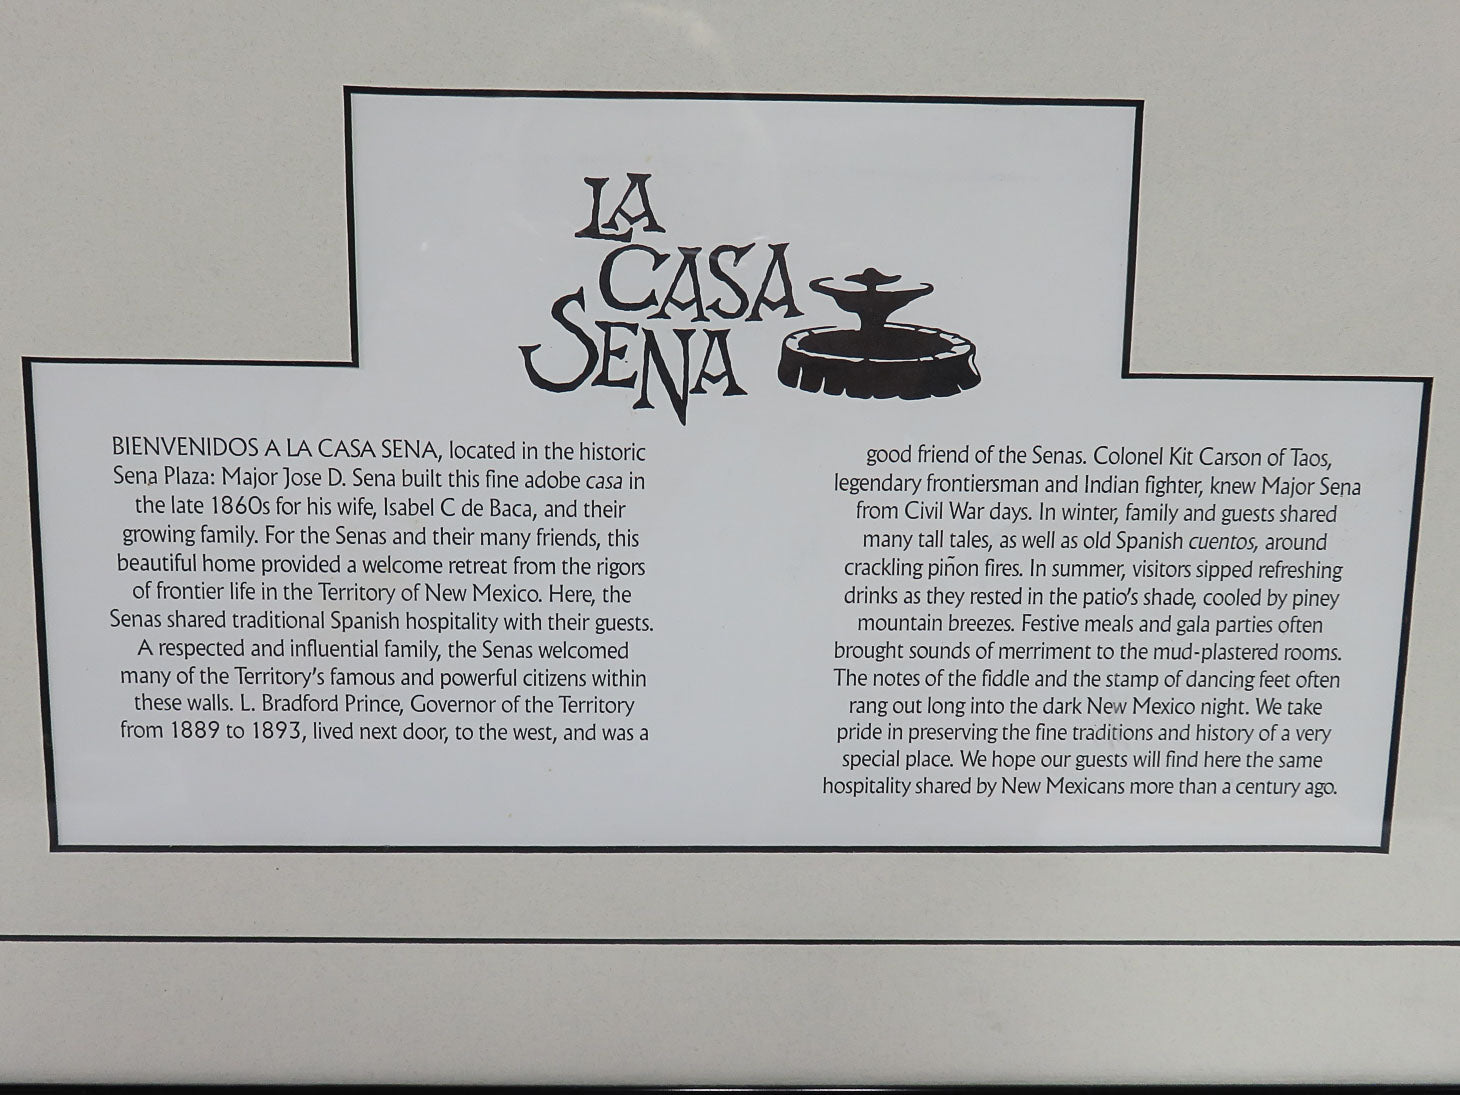 LA
CASA
SENA
BIENVENIDOS A LA CASA SENA, located in the historic
Sena Plaza: Major Jose D. Sena built this fine adobe casa in
the late 1860s for his wife, Isabel C de Baca, and their
growing family. For the Senas and their many friends, this
beautiful home provided a welcome retreat from the rigors
of frontier life in the Territory of New Mexico. Here, the
Senas shared traditional Spanish hospitality with their guests.
A respected and influential family, the Senas welcomed
many of the Territory's famous and powerful citizens within
these walls. L. Bradford Prince, Governor of the Territory
from 1889 to 1893, lived next door, to the west, and was a
good friend of the Senas. Colonel Kit Carson of Taos,
legendary frontiersman and Indian fighter, knew Major Sena
from Civil War days. In winter, family and guests shared
many tall tales, as well as old Spanish cuentos, around
crackling piñon fires. In summer, visitors sipped refreshing
drinks as they rested in the patio's shade, cooled by piney
mountain breezes. Festive meals and gala parties often
brought sounds of merriment to the mud-plastered rooms.
The notes of the fiddle and the stamp of dancing feet often
rang out long into the dark New Mexico night. We take
pride in preserving the fine traditions and history of a very
special place. We hope our guests will find here the same
hospitality shared by New Mexicans more than a century ago.